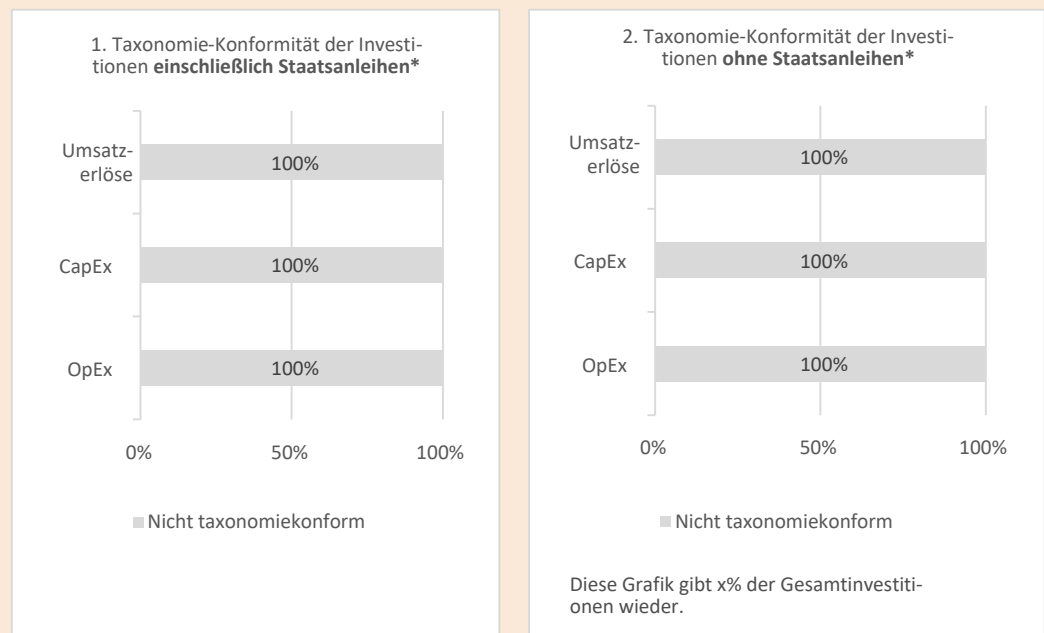 1. Taxonomie-Konformität der Investi-
tionen einschließlich Staatsanleihen*
Umsatz-
erlöse
100%
CapEx
100%
OpEx
100%
0%
50%
100%
Nicht taxonomiekonform
2. Taxonomie-Konformität der Investi-
tionen ohne Staatsanleihen*
Umsatz-
erlöse
100%
CapEx
100%
OpEx
100%
0%
50%
100%
Nicht taxonomiekonform
Diese Grafik gibt x% der Gesamtinvestiti-
onen wieder.